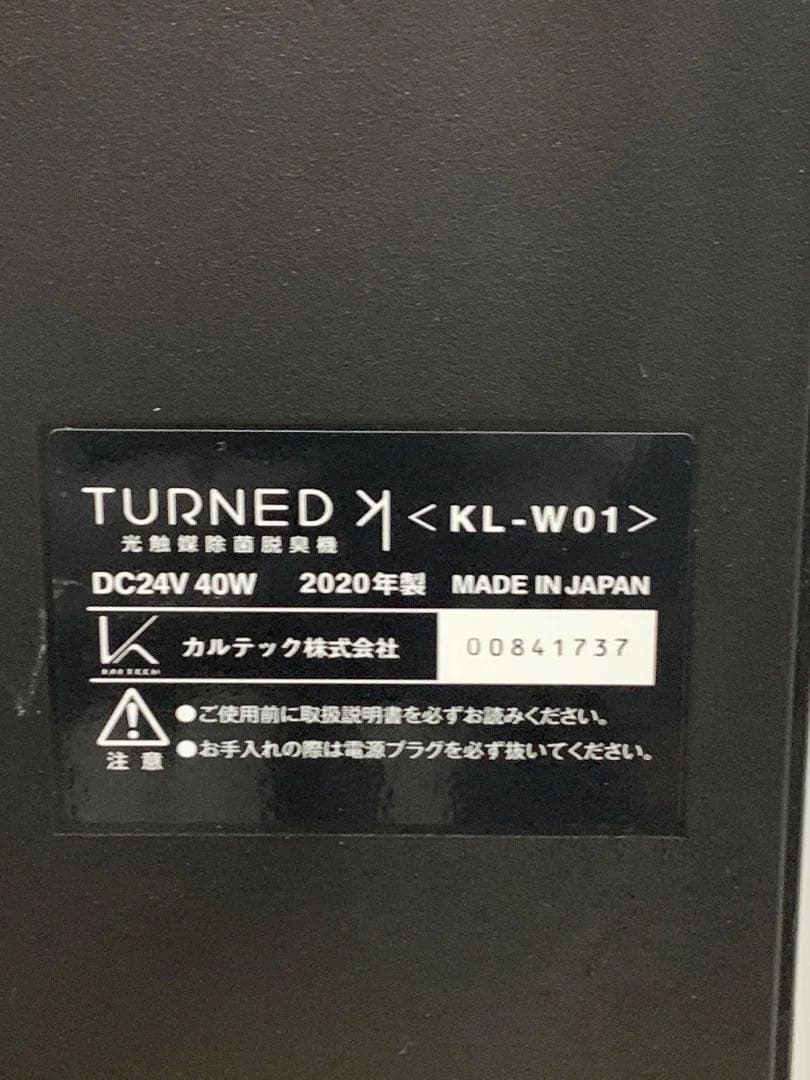 TURNED K <KL-W01>
光触媒除菌脱臭機
DC24V 40W 2020年製 MADE IN JAPAN
カルテック株式会社 00841737
●ご使用前に取扱説明書を必ずお読みください。
●お手入れの際は電源プラグを必ず抜いてください。
注意